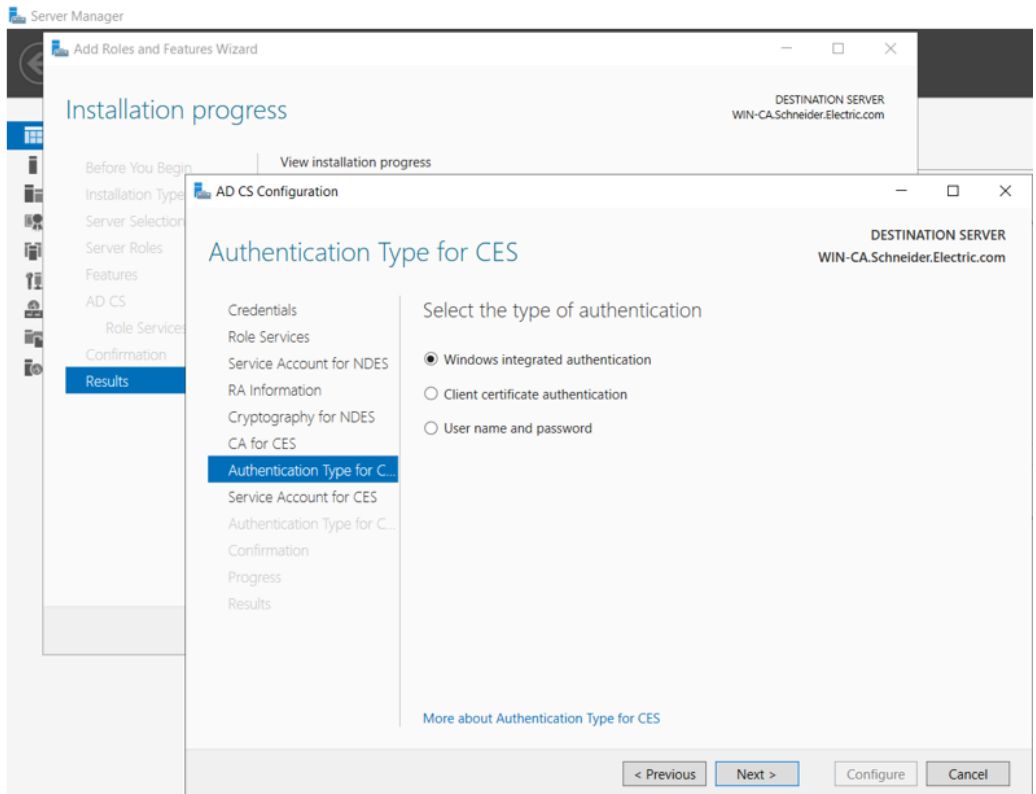 Server Manager
Add Roles and Features Wizard
Installation progress
DESTINATION SERVER
WIN-CA.Schneider.Electric.com
Before You Begin
Installation Type
Server Selection
Server Roles
Features
AD CS
Role Services
Confirmation
Results
View installation progress
AD CS Configuration
Authentication Type for CES
DESTINATION SERVER
WIN-CA.Schneider.Electric.com
Credentials
Role Services
Service Account for NDES
RA Information
Cryptography for NDES
CA for CES
Authentication Type for C...
Service Account for CES
Authentication Type for C...
Confirmation
Progress
Results
Select the type of authentication
Windows integrated authentication
Client certificate authentication
User name and password
More about Authentication Type for CES
< Previous
Next >
Configure
Cancel